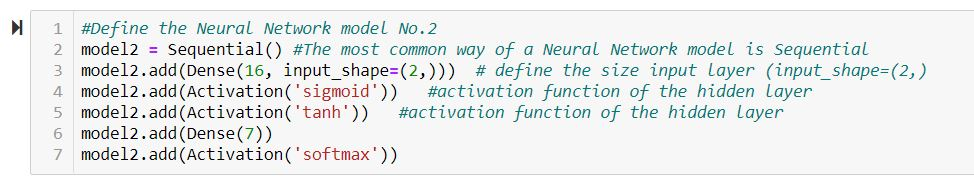 1 #Define the Neural Network model No.2
2 model2 = Sequential() #The most common way of a Neural Network model is Sequential
3 model2.add(Dense(16, input_shape=(2,)))  # define the size input layer (input_shape=(2,)
4 model2.add(Activation('sigmoid'))   #activation function of the hidden layer
5 model2.add(Activation('tanh'))   #activation function of the hidden layer
6 model2.add(Dense(7))
7 model2.add(Activation('softmax'))